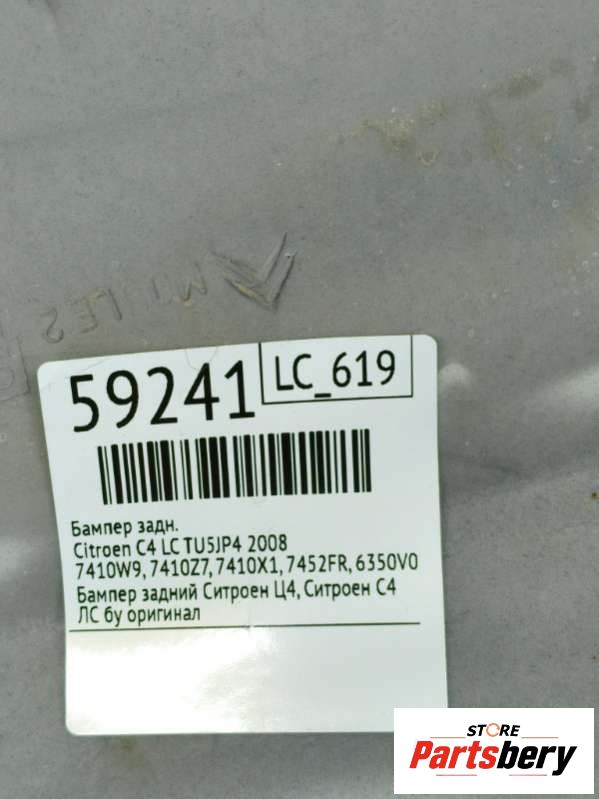 59241
LC_619
Бампер задн.
Citroen C4 LC TU5JP4 2008
7410W9, 7410Z7, 7410X1, 7452FR, 6350V0
Бампер задний Ситроен Ц4, Ситроен С4
ЛС бу оригинал
STORE
Partsbery